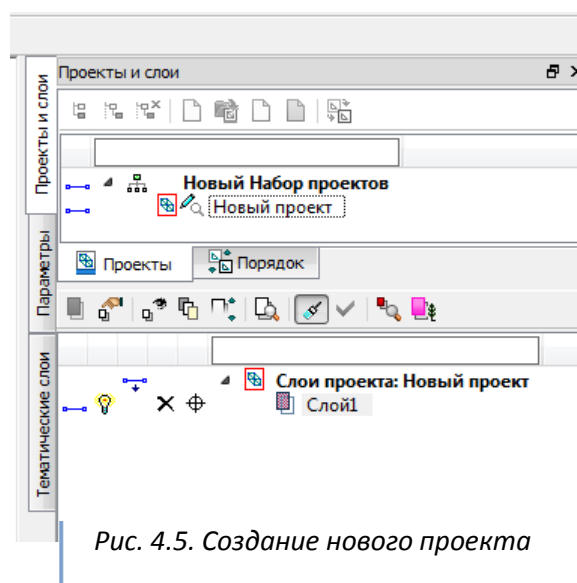 Проекты и слои
Проекты и слои
Новый Набор проектов
Новый проект
Параметры
Проекты
Порядок
Тематические слои
Слои проекта: Новый проект
Слой1
Рис. 4.5. Создание нового проекта